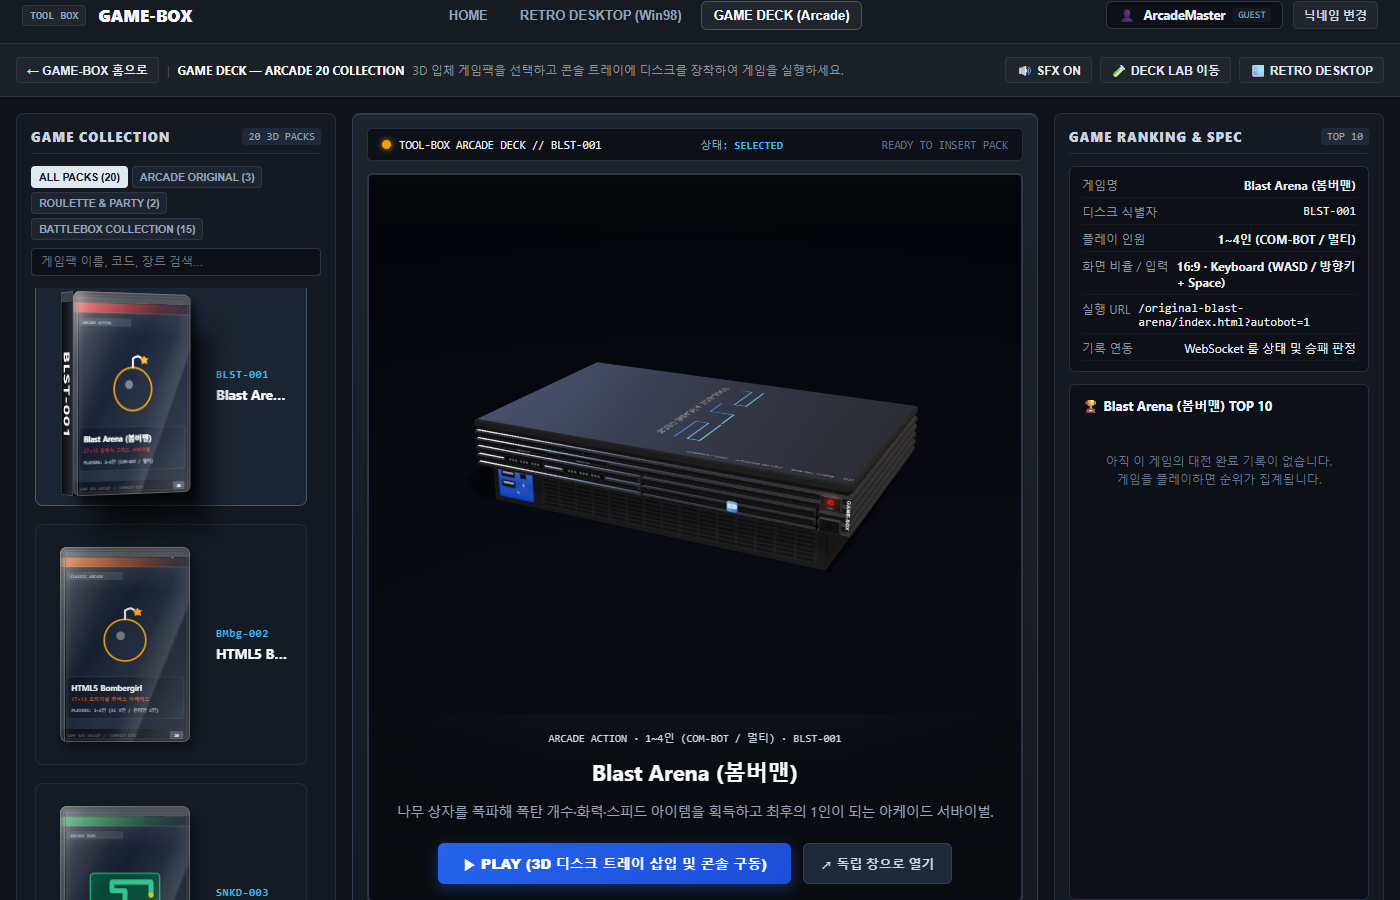 TOOL BOX GAME-BOX HOME RETRO DESKTOP (Win98) GAME DECK (Arcade) ArcadeMaster GUEST 닉네임 변경
← GAME-BOX 홈으로 | GAME DECK — ARCADE 20 COLLECTION 3D 입체 게임팩을 선택하고 콘솔 트레이에 디스크를 장착하여 게임을 실행하세요. SFX ON DECK LAB 이동 RETRO DESKTOP
GAME COLLECTION 20 3D PACKS
ALL PACKS (20) ARCADE ORIGINAL (3)
ROULETTE & PARTY (2)
BATTLEBOX COLLECTION (15)
게임팩 이름, 코드, 장르 검색...
ARCADE ACTION
BLST-001
Blast Arena (봄버맨)
BLST-001
Blast Are...
CLASSIC ARCADE
HTML5 Bombergirl
BMbg-002
HTML5 B...
SNKD-003
TOOL-BOX ARCADE DECK // BLST-001 상태: SELECTED READY TO INSERT PACK
GAME-BOX
ARCADE ACTION · 1~4인 (COM-BOT / 멀티) · BLST-001
Blast Arena (봄버맨)
나무 상자를 폭파해 폭탄 개수·화력·스피드 아이템을 획득하고 최후의 1인이 되는 아케이드 서바이벌.
▶ PLAY (3D 디스크 트레이 삽입 및 콘솔 구동) ↗ 독립 창으로 열기
GAME RANKING & SPEC TOP 10
게임명 Blast Arena (봄버맨)
디스크 식별자 BLST-001
플레이 인원 1~4인 (COM-BOT / 멀티)
화면 비율 / 입력 16:9 · Keyboard (WASD / 방향키
+ Space)
실행 URL /original-blast-
arena/index.html?autobot=1
기록 연동 WebSocket 룸 상태 및 승패 판정
Blast Arena (봄버맨) TOP 10
아직 이 게임의 대전 완료 기록이 없습니다.
게임을 플레이하면 순위가 집계됩니다.